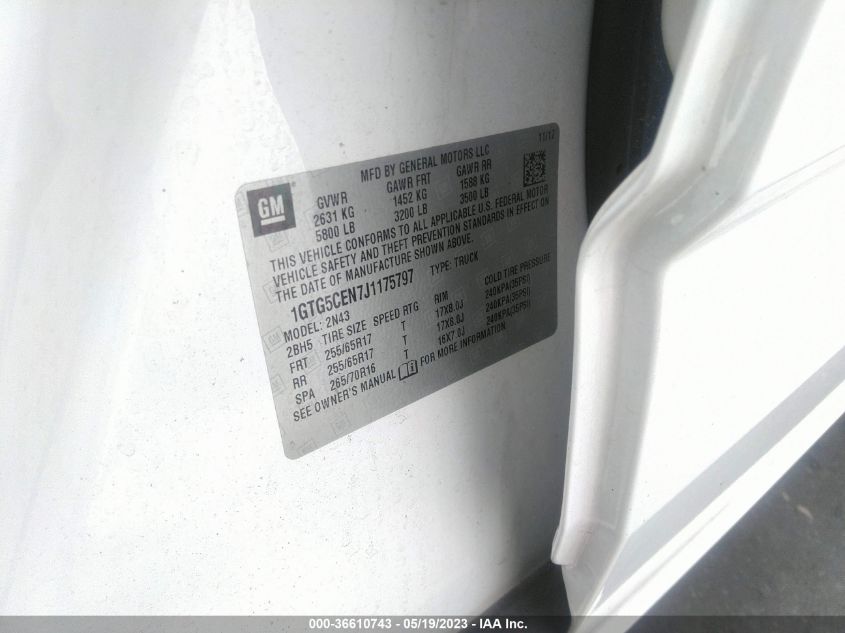 11/17
MFD BY GENERAL MOTORS LLC
GM
GVWR GAWR FRT GAWR RR
2631 KG 1452 KG 1588 KG
5800 LB 3200 LB 3500 LB
THIS VEHICLE CONFORMS TO ALL APPLICABLE U.S. FEDERAL MOTOR
VEHICLE SAFETY AND THEFT PREVENTION STANDARDS IN EFFECT ON
THE DATE OF MANUFACTURE SHOWN ABOVE.
1GTG5CEN7J1175797 TYPE: TRUCK
MODEL: 2N43
2BH5 TIRE SIZE SPEED RTG RIM COLD TIRE PRESSURE
FRT 255/65R17 T 17X8.0J 240KPA(35PSI)
RR 255/65R17 T 17X8.0J 240KPA(35PSI)
SPA 265/70R16 T 16X7.0J 240KPA(35PSI)
SEE OWNER'S MANUAL FOR MORE INFORMATION
000-36610743 - 05/19/2023 - IAA Inc.